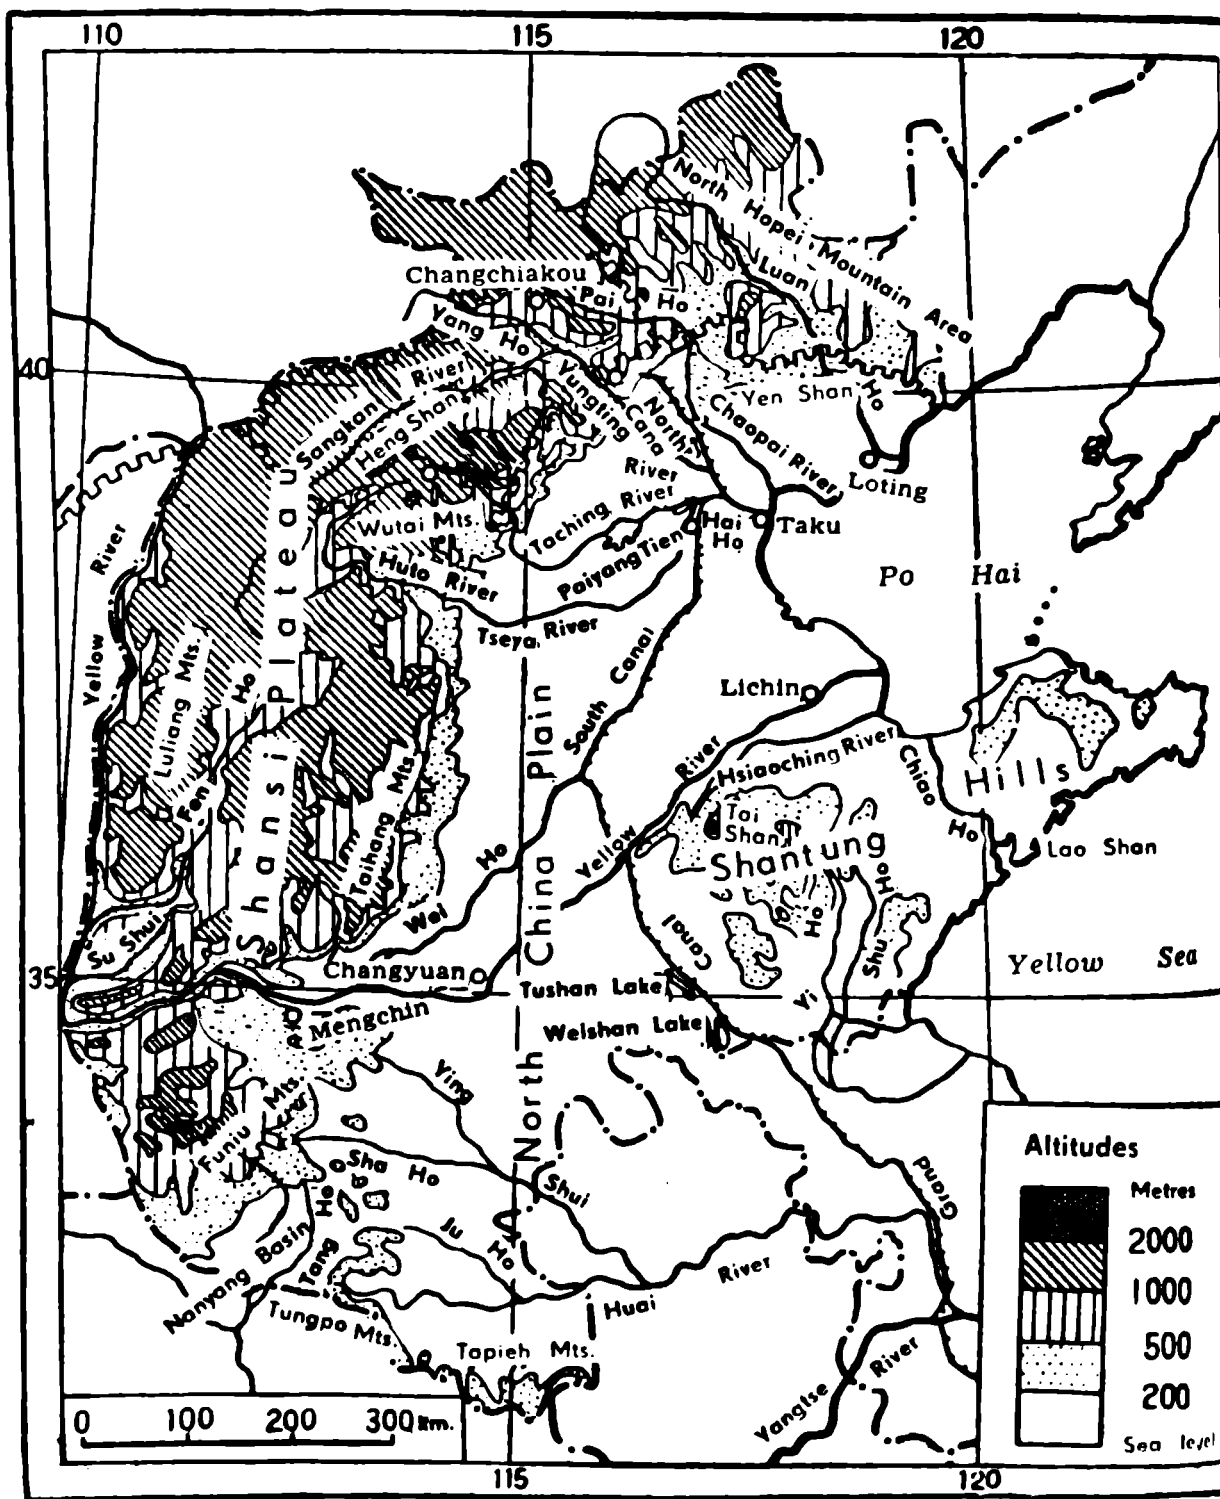 110
115
120
North Hopei Mountain Area
Changchiakou
Pai Ho
Luan
Ho
Yang Ho
40
Yen Shan
Sangkan River
Heng Shan
Yungting
Canal
North
Chaopai River
River
Loting
Wutai Mts.
Taching River
Hai
Ho
Taku
Paiyang Tien
Po Hai
Huto River
Tseya River
Yellow River
South Canal
Lichin
Luliang Mts.
Fen Ho
Shansi Plateau
Taihang Mts.
Hsiaoching River
Chiao
Ho
Hills
Tai
Shan
Shantung
Lao Shan
Yellow River
North China Plain
Wei Ho
Su Shui
Yi Ho
Shu Ho
Yellow Sea
35
Changyuan
Canal
Tushan Lake
Mengchin
Weishan Lake
Ying
Shui
Funiu Mts.
Sha Ho
Grand
Ju Ho
Nanyang Basin
Tang Ho
Tungpo Mts.
Huai River
Tapieh Mts.
Yangtse River
Altitudes
Metres
2000
1000
500
200
Sea level
0 100 200 300 Km.
115
120